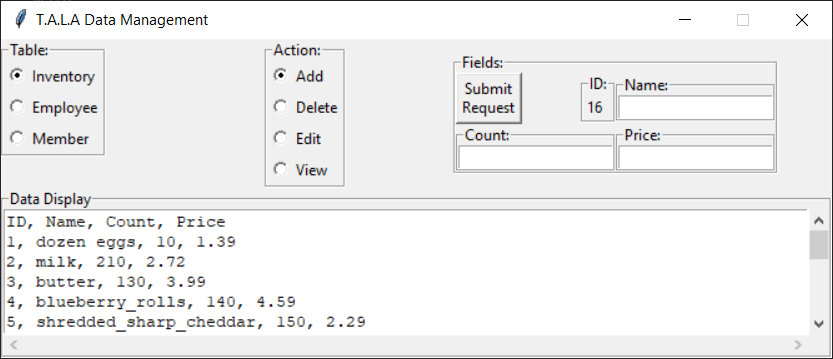 T.A.L.A Data Management
Table:
Inventory
Employee
Member
Action:
Add
Delete
Edit
View
Fields:
Submit
Request
ID:
16
Name:
Count:
Price:
Data Display
ID, Name, Count, Price
1, dozen eggs, 10, 1.39
2, milk, 210, 2.72
3, butter, 130, 3.99
4, blueberry_rolls, 140, 4.59
5, shredded_sharp_cheddar, 150, 2.29